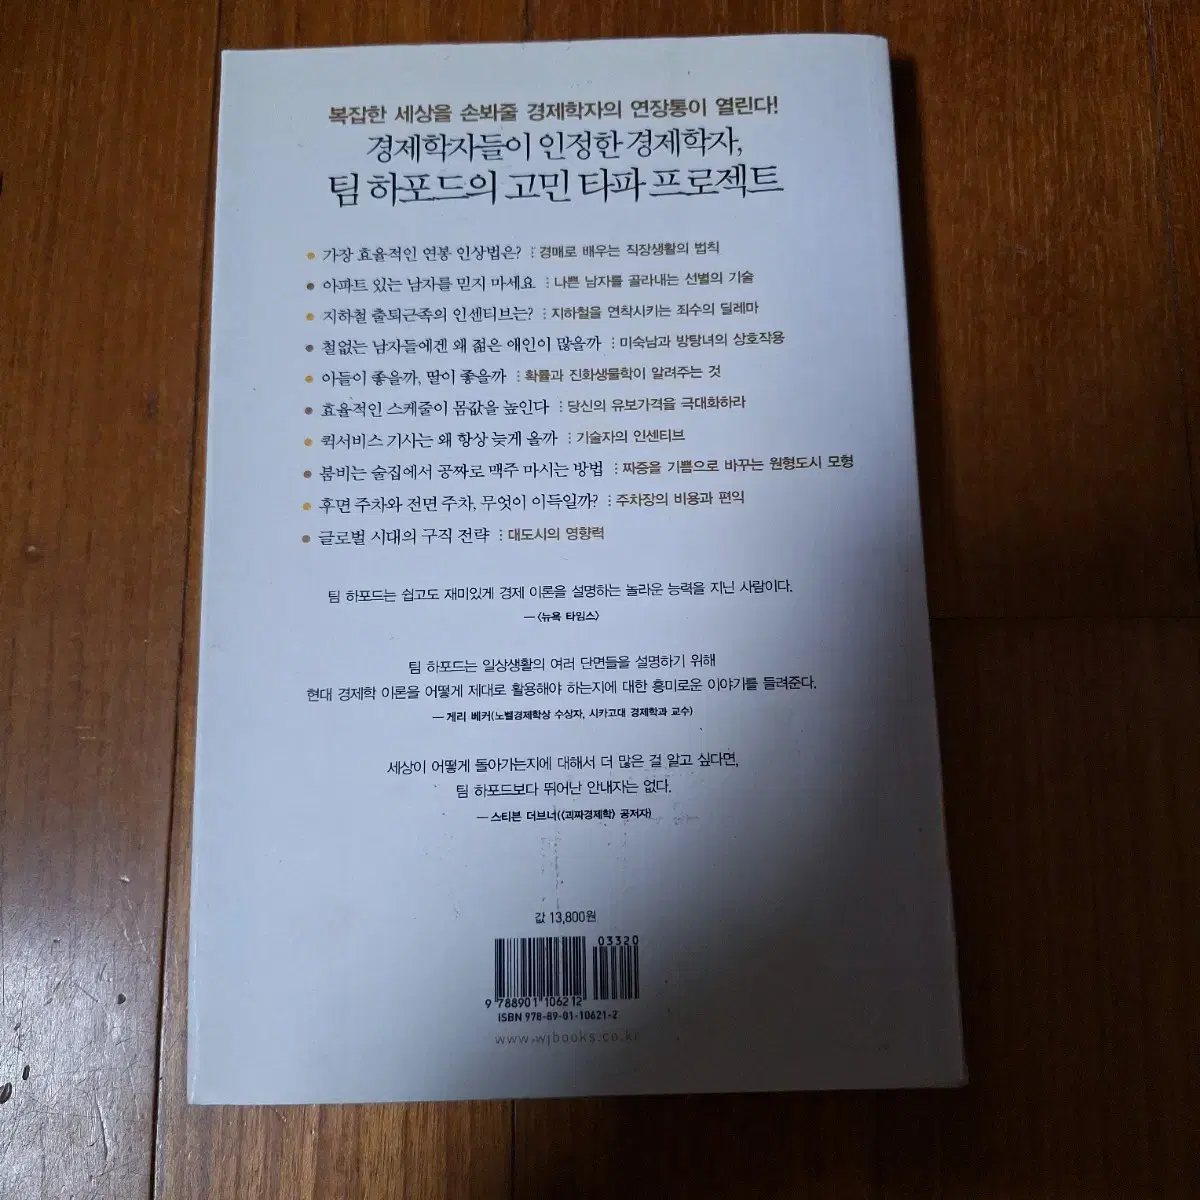 복잡한 세상을 손봐줄 경제학자의 연장통이 열린다!
경제학자들이 인정한 경제학자,
팀 하포드의 고민 타파 프로젝트
• 가장 효율적인 연봉 인상법은? : 경매로 배우는 직장생활의 법칙
• 아파트 있는 남자를 믿지 마세요 : 나쁜 남자를 골라내는 선별의 기술
• 지하철 출퇴근족의 인센티브는? : 지하철을 연착시키는 죄수의 딜레마
• 철없는 남자들에겐 왜 젊은 애인이 많을까 : 미숙남과 방탕녀의 상호작용
• 아들이 좋을까, 딸이 좋을까 : 확률과 진화생물학이 알려주는 것
• 효율적인 스케줄이 몸값을 높인다 : 당신의 유보가격을 극대화하라
• 퀵서비스 기사는 왜 항상 늦게 올까 : 기술자의 인센티브
• 붐비는 술집에서 공짜로 맥주 마시는 방법 : 짜증을 기쁨으로 바꾸는 원형도시 모형
• 후면 주차와 전면 주차, 무엇이 이득일까? : 주차장의 비용과 편익
• 글로벌 시대의 구직 전략 : 대도시의 영향력
팀 하포드는 쉽고도 재미있게 경제 이론을 설명하는 놀라운 능력을 지닌 사람이다.
—〈뉴욕 타임스〉
팀 하포드는 일상생활의 여러 단면들을 설명하기 위해
현대 경제학 이론을 어떻게 제대로 활용해야 하는지에 대한 흥미로운 이야기를 들려준다.
— 게리 베커(노벨경제학상 수상자, 시카고대 경제학과 교수)
세상이 어떻게 돌아가는지에 대해서 더 많은 걸 알고 싶다면,
팀 하포드보다 뛰어난 안내자는 없다.
— 스티븐 더브너(〈괴짜경제학〉 공저자)
값 13,800원
03320
9 788901 106212
ISBN 978-89-01-10621-2
www.wjbooks.co.kr